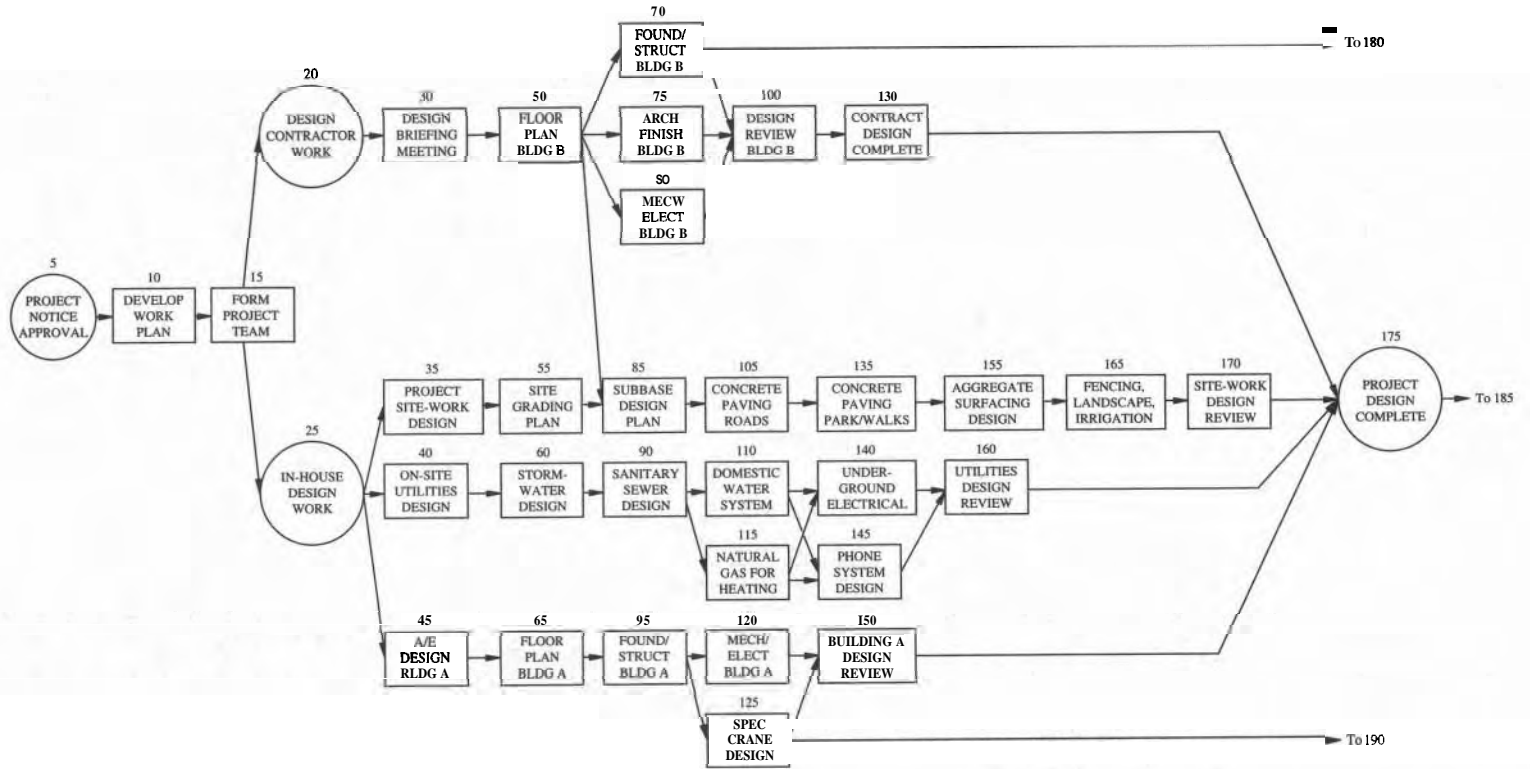 70
FOUND/
STRUCT
BLDG B
To 180
20
DESIGN
CONTRACTOR
WORK
30
DESIGN
BRIEFING
MEETING
50
FLOOR
PLAN
BLDG B
75
ARCH
FINISH
BLDG B
100
DESIGN
REVIEW
BLDG B
130
CONTRACT
DESIGN
COMPLETE
SO
MECW
ELECT
BLDG B
5
PROJECT
NOTICE
APPROVAL
10
DEVELOP
WORK
PLAN
15
FORM
PROJECT
TEAM
35
PROJECT
SITE-WORK
DESIGN
55
SITE
GRADING
PLAN
85
SUBBASE
DESIGN
PLAN
105
CONCRETE
PAVING
ROADS
135
CONCRETE
PAVING
PARK/WALKS
155
AGGREGATE
SURFACING
DESIGN
165
FENCING,
LANDSCAPE,
IRRIGATION
170
SITE-WORK
DESIGN
REVIEW
175
PROJECT
DESIGN
COMPLETE
To 185
25
IN-HOUSE
DESIGN
WORK
40
ON-SITE
UTILITIES
DESIGN
60
STORM-
WATER
DESIGN
90
SANITARY
SEWER
DESIGN
110
DOMESTIC
WATER
SYSTEM
140
UNDER-
GROUND
ELECTRICAL
160
UTILITIES
DESIGN
REVIEW
115
NATURAL
GAS FOR
HEATING
145
PHONE
SYSTEM
DESIGN
45
A/E
DESIGN
RLDG A
65
FLOOR
PLAN
BLDG A
95
FOUND/
STRUCT
BLDG A
120
MECH/
ELECT
BLDG A
150
BUILDING A
DESIGN
REVIEW
125
SPEC
CRANE
DESIGN
To 190